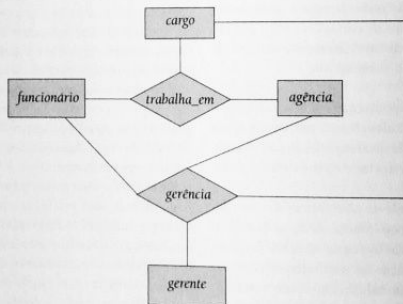 cargo
funcionário
trabalha_em
agência
gerência
gerente